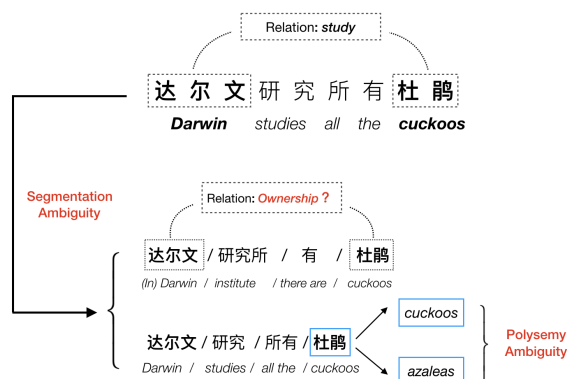 Relation: study
达 尔 文 研 究 所 有 杜 鹃
Darwin studies all the cuckoos
Segmentation
Ambiguity
Relation: Ownership ?
达尔文 / 研究所 / 有 / 杜鹃
(In) Darwin / institute / there are / cuckoos
达尔文 / 研究 / 所有 / 杜鹃
Darwin / studies / all the / cuckoos
cuckoos
azaleas
Polysemy
Ambiguity